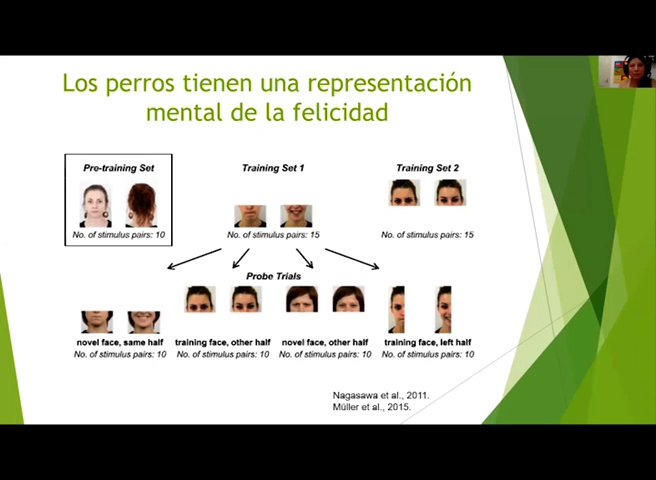 Los perros tienen una representación
mental de la felicidad
Pre-training Set
Training Set 1
Training Set 2
No. of stimulus pairs: 10
No. of stimulus pairs: 15
No. of stimulus pairs: 15
Probe Trials
novel face, same half
training face, other half
novel face, other half
training face, left half
No. of stimulus pairs: 10
No. of stimulus pairs: 10
No. of stimulus pairs: 10
No. of stimulus pairs: 10
Nagasawa et al., 2011.
Müller et al., 2015.